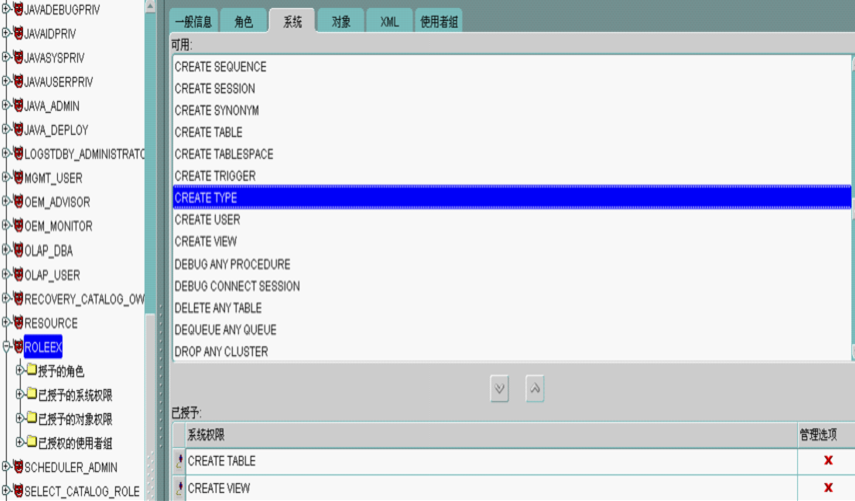 JAVADEBUGPRIV
JAVAIDPRIV
JAVASYSPRIV
JAVAUSERPRIV
JAVA_ADMIN
JAVA_DEPLOY
LOGSTDBY_ADMINISTRATO
MGMT_USER
OEM_ADVISOR
OEM_MONITOR
OLAP_DBA
OLAP_USER
RECOVERY_CATALOG_OW
RESOURCE
ROLEEX
授予的角色
已授予的系统权限
已授予的对象权限
已授权的使用者组
SCHEDULER_ADMIN
SELECT_CATALOG_ROLE
一般信息 角色 系统 对象 XML 使用者组
可用:
CREATE SEQUENCE
CREATE SESSION
CREATE SYNONYM
CREATE TABLE
CREATE TABLESPACE
CREATE TRIGGER
CREATE TYPE
CREATE USER
CREATE VIEW
DEBUG ANY PROCEDURE
DEBUG CONNECT SESSION
DELETE ANY TABLE
DEQUEUE ANY QUEUE
DROP ANY CLUSTER
已授予:
系统权限 管理选项
CREATE TABLE
CREATE VIEW